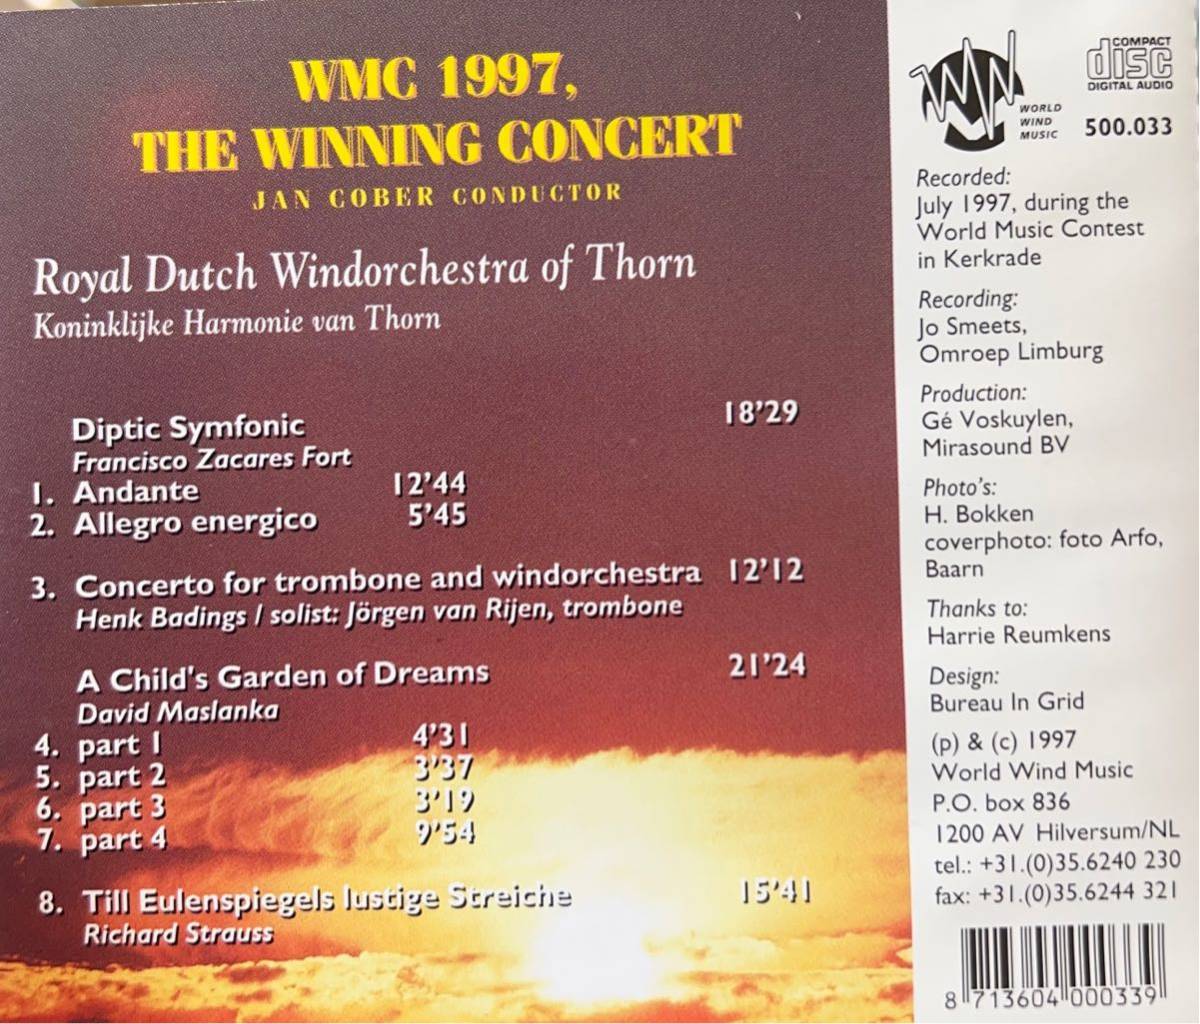 WMC 1997,
THE WINNING CONCERT
JAN COBER CONDUCTOR
Royal Dutch Windorchestra of Thorn
Koninklijke Harmonie van Thorn
Diptic Symfonic 18'29
Francisco Zacares Fort
1. Andante 12'44
2. Allegro energico 5'45
3. Concerto for trombone and windorchestra 12'12
Henk Badings / solist: Jörgen van Rijen, trombone
A Child's Garden of Dreams 21'24
David Maslanka
4. part 1 4'31
5. part 2 3'37
6. part 3 3'19
7. part 4 9'54
8. Till Eulenspiegels lustige Streiche 15'41
Richard Strauss
WORLD
WIND
MUSIC
COMPACT
disc
DIGITAL AUDIO
500.033
Recorded:
July 1997, during the
World Music Contest
in Kerkrade
Recording:
Jo Smeets,
Omroep Limburg
Production:
Gé Voskuylen,
Mirasound BV
Photo's:
H. Bokken
coverphoto: foto Arfo,
Baarn
Thanks to:
Harrie Reumkens
Design:
Bureau In Grid
(p) & (c) 1997
World Wind Music
P.O. box 836
1200 AV Hilversum/NL
tel.: +31.(0)35.6240 230
fax: +31.(0)35.6244 321
8 713604 000339